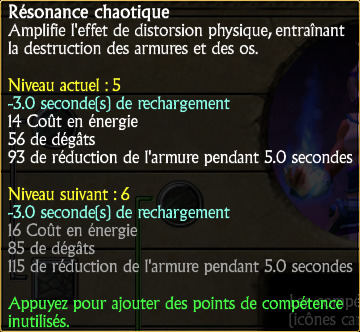 Résonance chaotique
Amplifie l'effet de distorsion physique, entraînant
la destruction des armures et des os.
Niveau actuel : 5
-3.0 seconde(s) de rechargement
14 Coût en énergie
56 de dégâts
93 de réduction de l'armure pendant 5.0 secondes
Niveau suivant : 6
-3.0 seconde(s) de rechargement
16 Coût en énergie
85 de dégâts
115 de réduction de l'armure pendant 5.0 secondes
Appuyez pour ajouter des points de compétence
inutilisés.